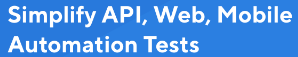 Simplify API, Web, Mobile
Automation Tests